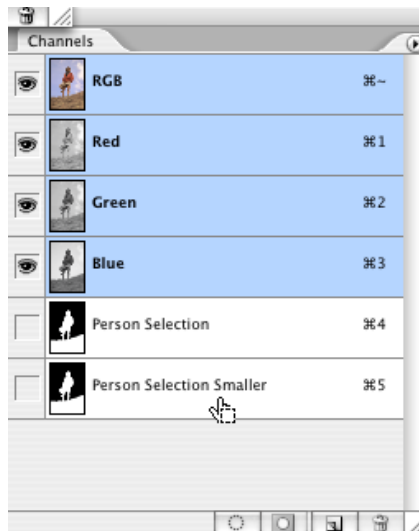 Channels
RGB ⌘~
Red ⌘1
Green ⌘2
Blue ⌘3
Person Selection ⌘4
Person Selection Smaller ⌘5